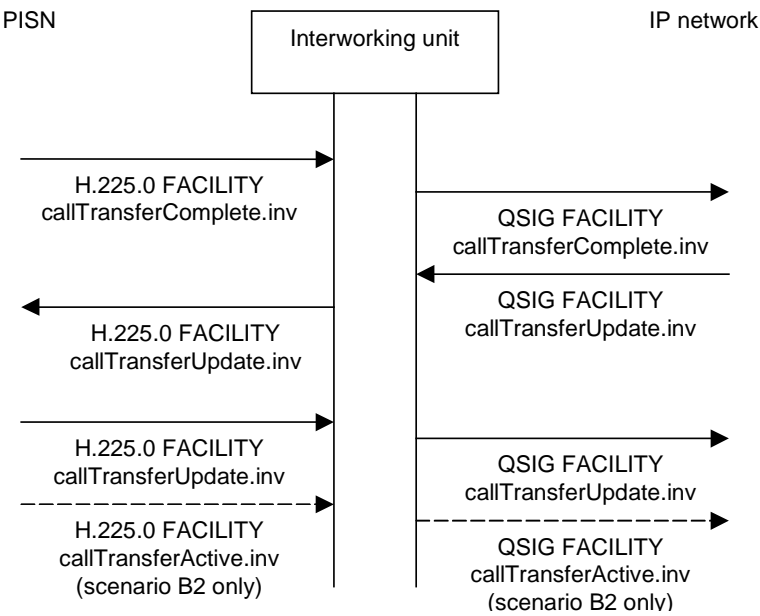 PISN
Interworking unit
IP network
H.225.0 FACILITY
callTransferComplete.inv
QSIG FACILITY
callTransferComplete.inv
QSIG FACILITY
callTransferUpdate.inv
H.225.0 FACILITY
callTransferUpdate.inv
H.225.0 FACILITY
callTransferUpdate.inv
QSIG FACILITY
callTransferUpdate.inv
H.225.0 FACILITY
callTransferActive.inv
(scenario B2 only)
QSIG FACILITY
callTransferActive.inv
(scenario B2 only)